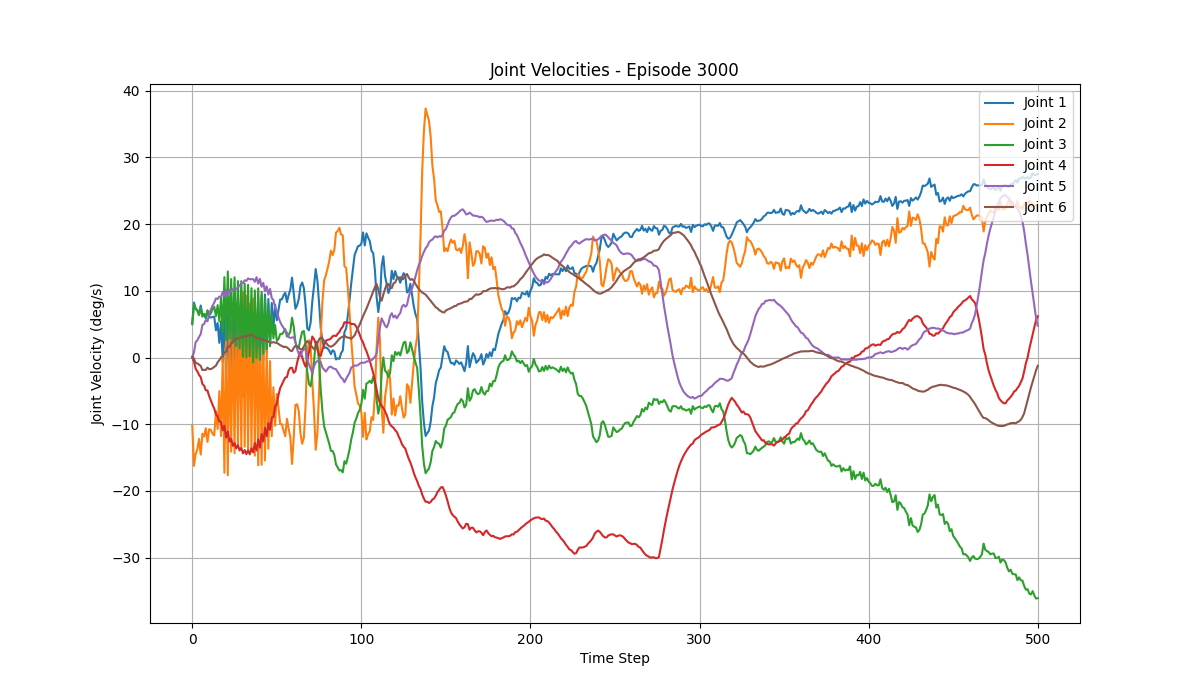 Joint Velocities - Episode 3000
Joint Velocity (deg/s)
40
30
20
10
0
−10
−20
−30
0 100 200 300 400 500
Time Step
Joint 1
Joint 2
Joint 3
Joint 4
Joint 5
Joint 6